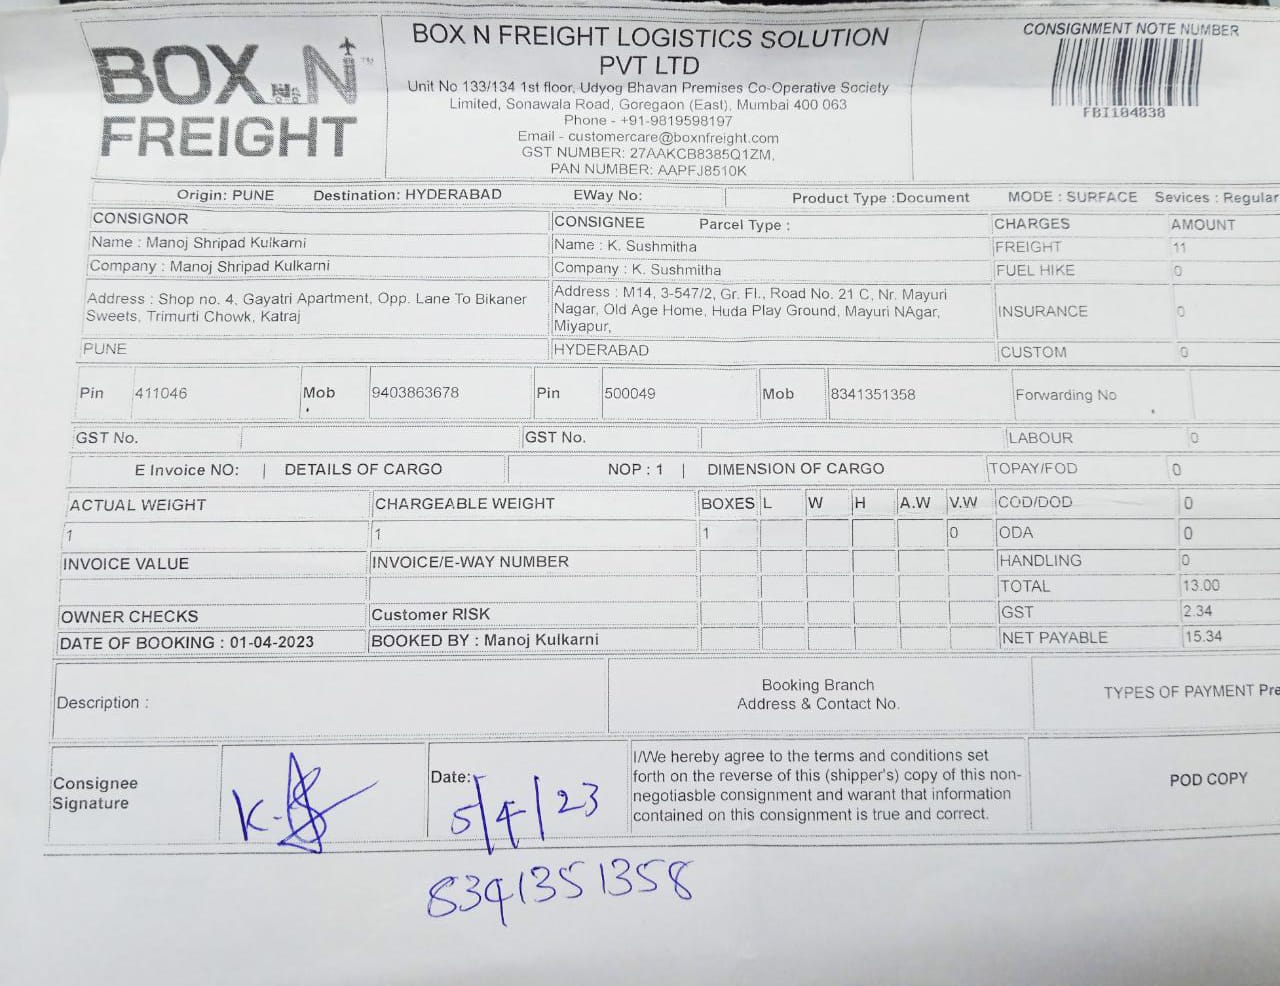 BOX N FREIGHT
BOX N FREIGHT LOGISTICS SOLUTION
PVT LTD
Unit No 133/134 1st floor, Udyog Bhavan Premises Co-Operative Society
Limited, Sonawala Road, Goregaon (East), Mumbai 400 063
Phone - +91-9819598197
Email - customercare@boxnfreight.com
GST NUMBER: 27AAKCB8385Q1ZM,
PAN NUMBER: AAPFJ8510K
CONSIGNMENT NOTE NUMBER
FBI104838
Origin: PUNE Destination: HYDERABAD EWay No: Product Type :Document MODE : SURFACE Sevices : Regular
CONSIGNOR CONSIGNEE Parcel Type : CHARGES AMOUNT
Name : Manoj Shripad Kulkarni Name : K. Sushmitha FREIGHT 11
Company : Manoj Shripad Kulkarni Company : K. Sushmitha FUEL HIKE 0
Address : Shop no. 4, Gayatri Apartment, Opp. Lane To Bikaner
Sweets, Trimurti Chowk, Katraj
Address : M14, 3-547/2, Gr. Fl., Road No. 21 C, Nr. Mayuri
Nagar, Old Age Home, Huda Play Ground, Mayuri NAgar,
Miyapur,
INSURANCE 0
PUNE HYDERABAD CUSTOM 0
Pin 411046 Mob 9403863678 Pin 500049 Mob 8341351358 Forwarding No
GST No. GST No. LABOUR 0
E Invoice NO: | DETAILS OF CARGO NOP : 1 | DIMENSION OF CARGO TOPAY/FOD 0
ACTUAL WEIGHT CHARGEABLE WEIGHT BOXES L W H A.W V.W COD/DOD 0
1 1 1 0 ODA 0
INVOICE VALUE INVOICE/E-WAY NUMBER HANDLING 0
TOTAL 13.00
OWNER CHECKS Customer RISK GST 2.34
DATE OF BOOKING : 01-04-2023 BOOKED BY : Manoj Kulkarni NET PAYABLE 15.34
Description :
Booking Branch
Address & Contact No.
TYPES OF PAYMENT Pre
Consignee
Signature
K.
Date:
5/4/23
I/We hereby agree to the terms and conditions set
forth on the reverse of this (shipper's) copy of this non-
negotiasble consignment and warant that information
contained on this consignment is true and correct.
POD COPY
8341351358